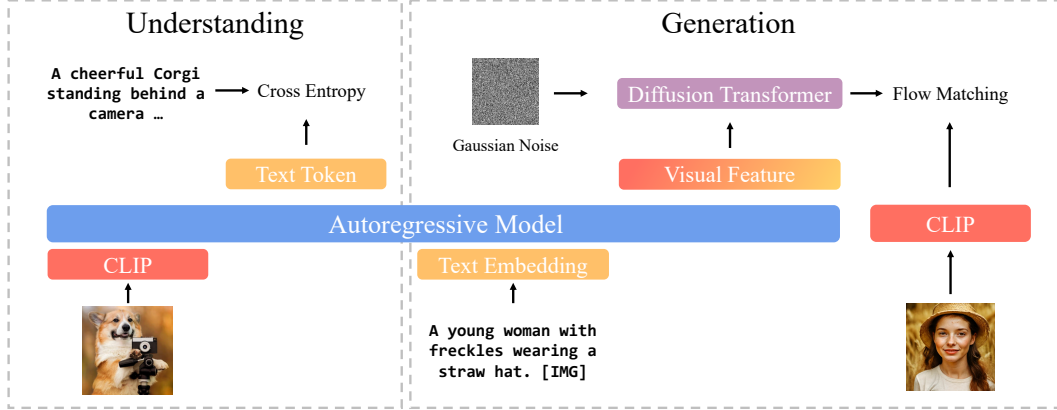 Understanding
A cheerful Corgi
standing behind a
camera …
Cross Entropy
Text Token
Autoregressive Model
CLIP
Generation
Gaussian Noise
Diffusion Transformer
Flow Matching
Visual Feature
CLIP
Text Embedding
A young woman with
freckles wearing a
straw hat. [IMG]